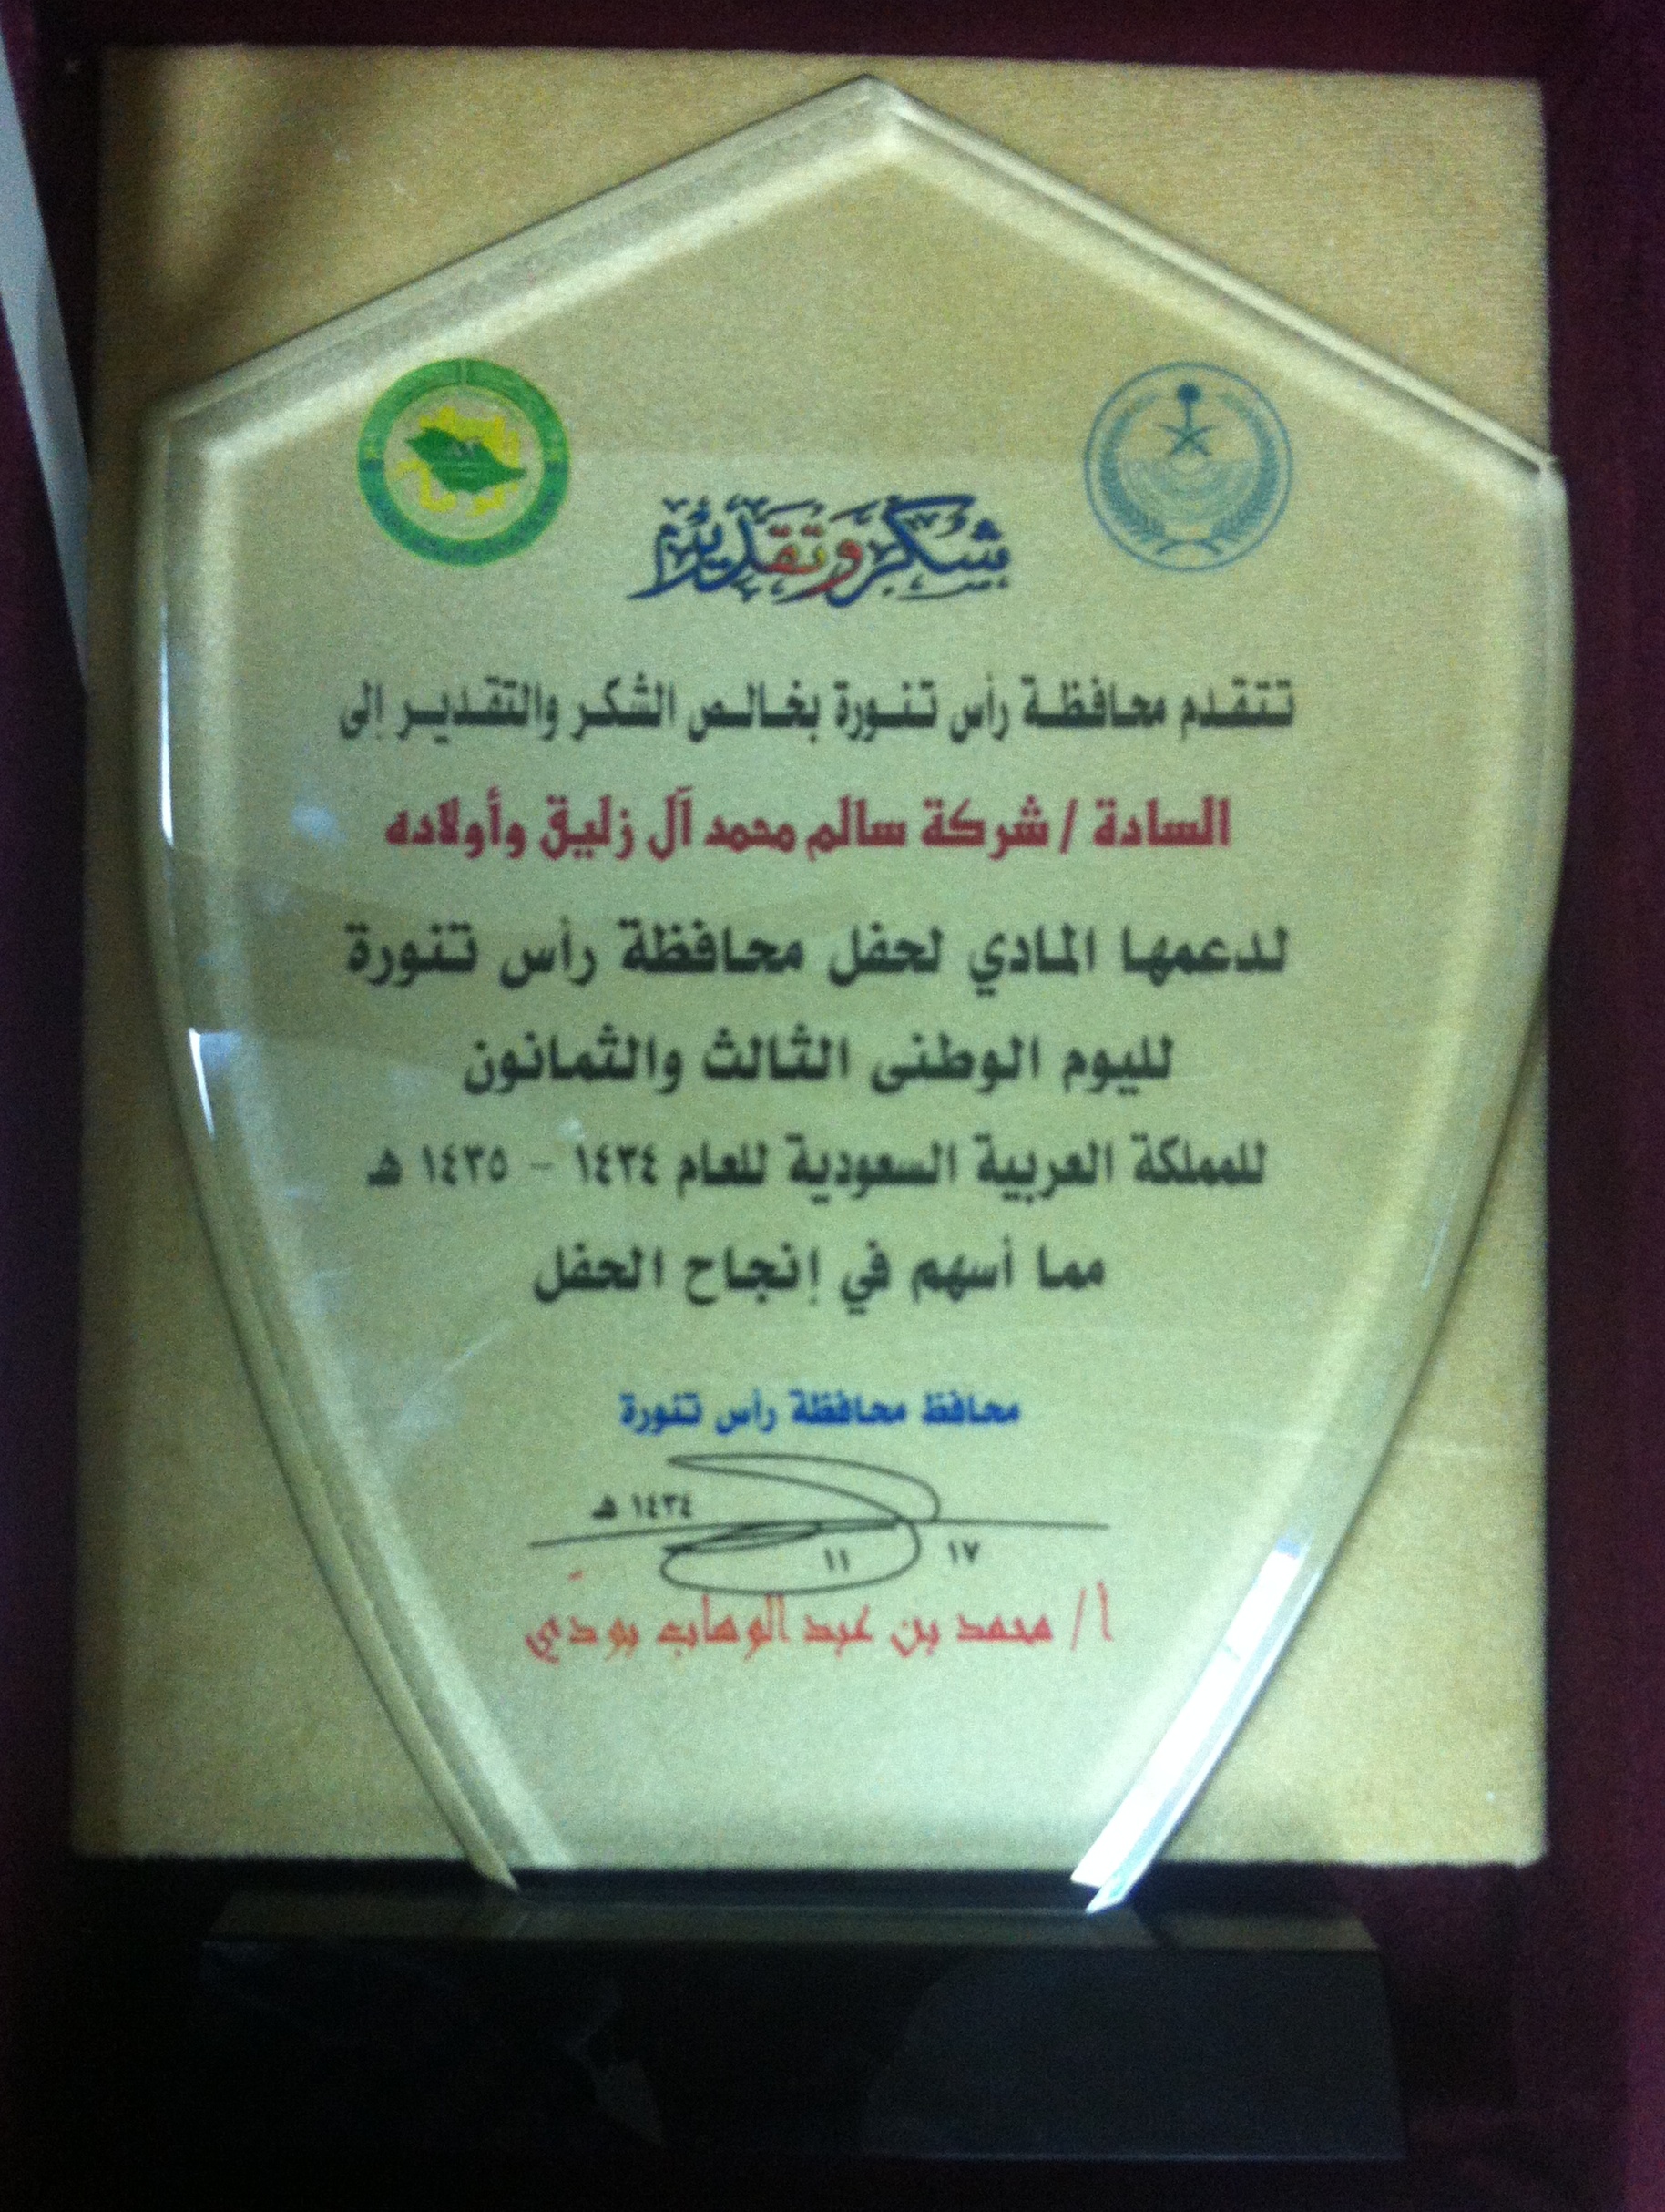 شكر وتقدير
تتقدم محافظة رأس تنورة بخالص الشكر والتقدير إلى
السادة / شركة سالم محمد آل زليق وأولاده
لدعمها المادي لحفل محافظة رأس تنورة
لليوم الوطنى الثالث والثمانون
للمملكة العربية السعودية للعام ١٤٣٤ - ١٤٣٥ هـ
مما أسهم في إنجاح الحفل
محافظ محافظة رأس تنورة
١٤٣٤ هـ
١٧ ١١
أ/ محمد بن عبد الوهاب بودي